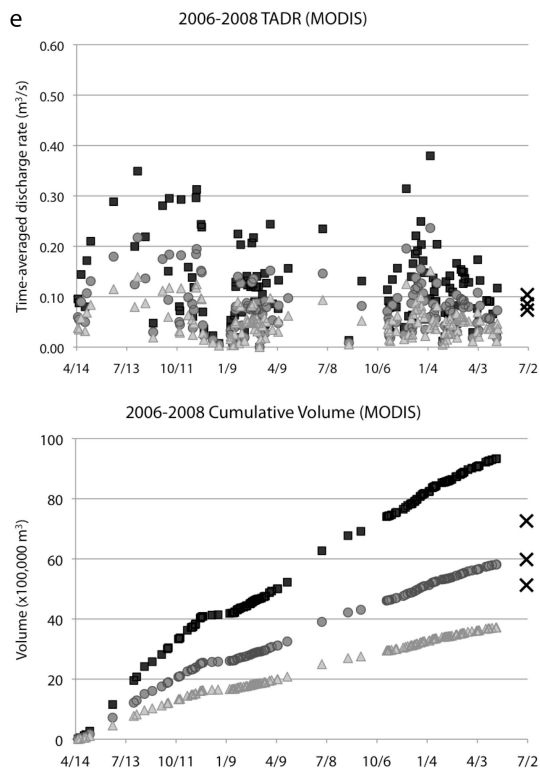 e
2006-2008 TADR (MODIS)
Time-averaged discharge rate (m³/s)
0.60
0.50
0.40
0.30
0.20
0.10
0.00
4/14 7/13 10/11 1/9 4/9 7/8 10/6 1/4 4/3 7/2
2006-2008 Cumulative Volume (MODIS)
Volume (x100,000 m³)
100
80
60
40
20
0
4/14 7/13 10/11 1/9 4/9 7/8 10/6 1/4 4/3 7/2